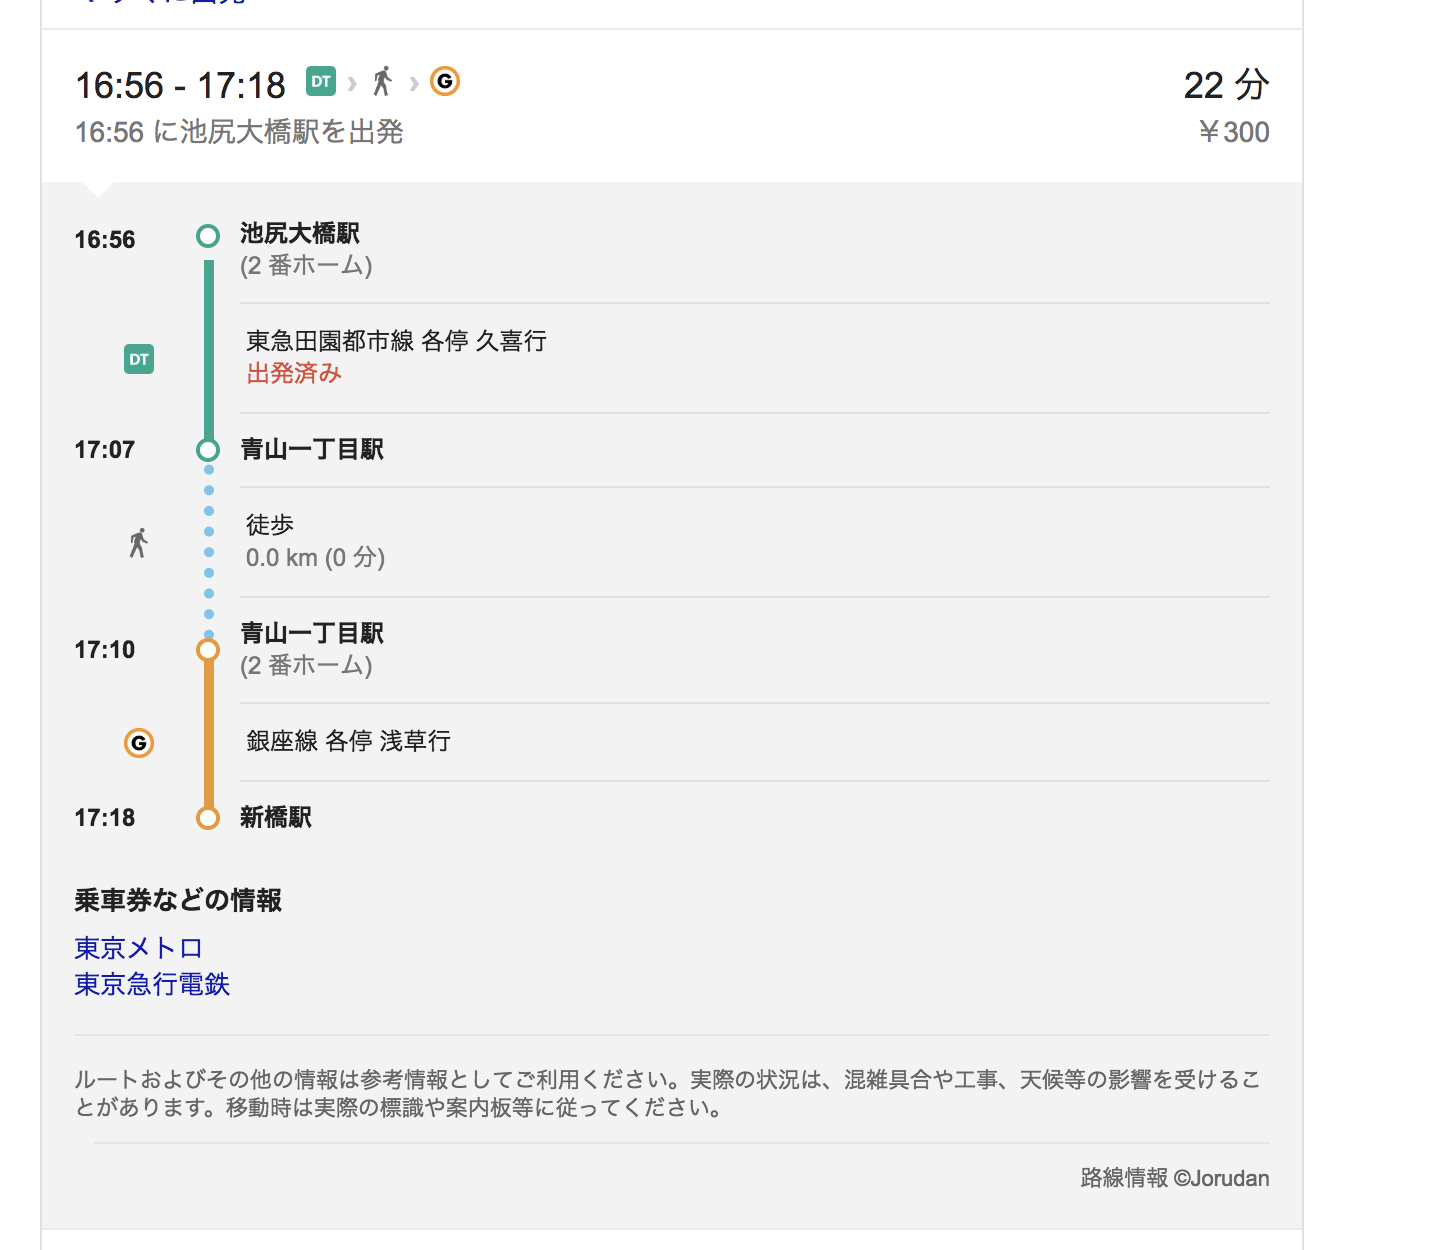 16:56 - 17:18 DT › › G 22 分
16:56 に池尻大橋駅を出発 ￥300
16:56 池尻大橋駅
(2 番ホーム)
東急田園都市線 各停 久喜行
DT
出発済み
17:07 青山一丁目駅
徒歩
0.0 km (0 分)
青山一丁目駅
17:10
(2 番ホーム)
G 銀座線 各停 浅草行
17:18 新橋駅
乗車券などの情報
東京メトロ
東京急行電鉄
ルートおよびその他の情報は参考情報としてご利用ください。実際の状況は、混雑具合や工事、天候等の影響を受けるこ
とがあります。移動時は実際の標識や案内板等に従ってください。
路線情報 ©Jorudan